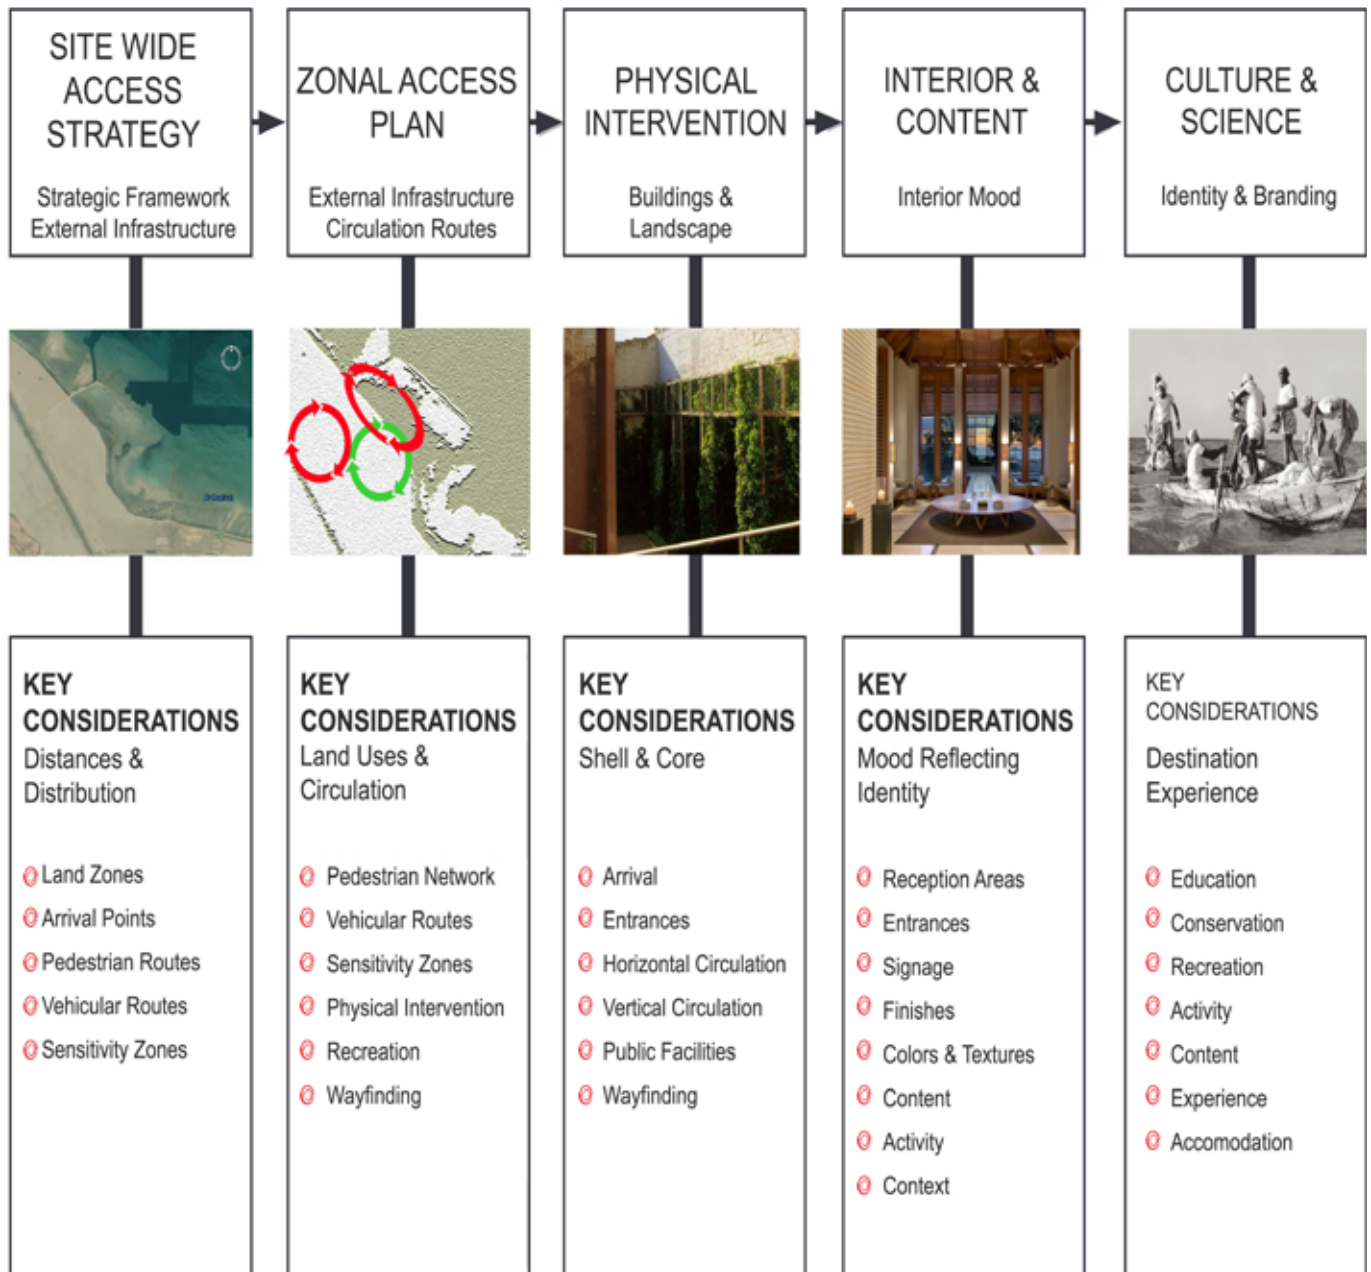 SITE WIDE
ACCESS
STRATEGY
Strategic Framework
External Infrastructure
ZONAL ACCESS
PLAN
External Infrastructure
Circulation Routes
PHYSICAL
INTERVENTION
Buildings &
Landscape
INTERIOR &
CONTENT
Interior Mood
CULTURE &
SCIENCE
Identity & Branding
KEY
CONSIDERATIONS
Distances &
Distribution
Land Zones
Arrival Points
Pedestrian Routes
Vehicular Routes
Sensitivity Zones
KEY
CONSIDERATIONS
Land Uses &
Circulation
Pedestrian Network
Vehicular Routes
Sensitivity Zones
Physical Intervention
Recreation
Wayfinding
KEY
CONSIDERATIONS
Shell & Core
Arrival
Entrances
Horizontal Circulation
Vertical Circulation
Public Facilities
Wayfinding
KEY
CONSIDERATIONS
Mood Reflecting
Identity
Reception Areas
Entrances
Signage
Finishes
Colors & Textures
Content
Activity
Context
KEY
CONSIDERATIONS
Destination
Experience
Education
Conservation
Recreation
Activity
Content
Experience
Accomodation